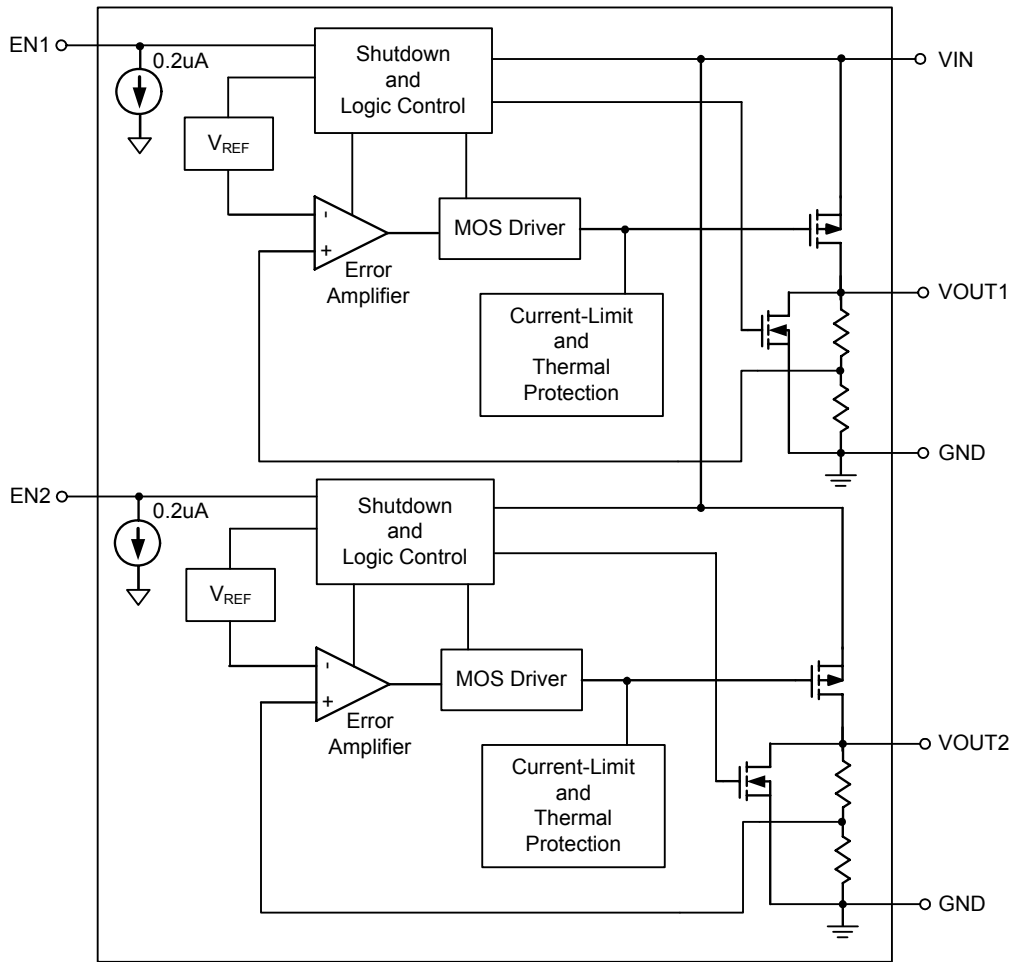 EN1
0.2uA
Shutdown
and
Logic Control
VIN
VREF
-
+
MOS Driver
Error
Amplifier
VOUT1
Current-Limit
and
Thermal
Protection
GND
EN2
0.2uA
Shutdown
and
Logic Control
VREF
-
+
MOS Driver
Error
Amplifier
VOUT2
Current-Limit
and
Thermal
Protection
GND